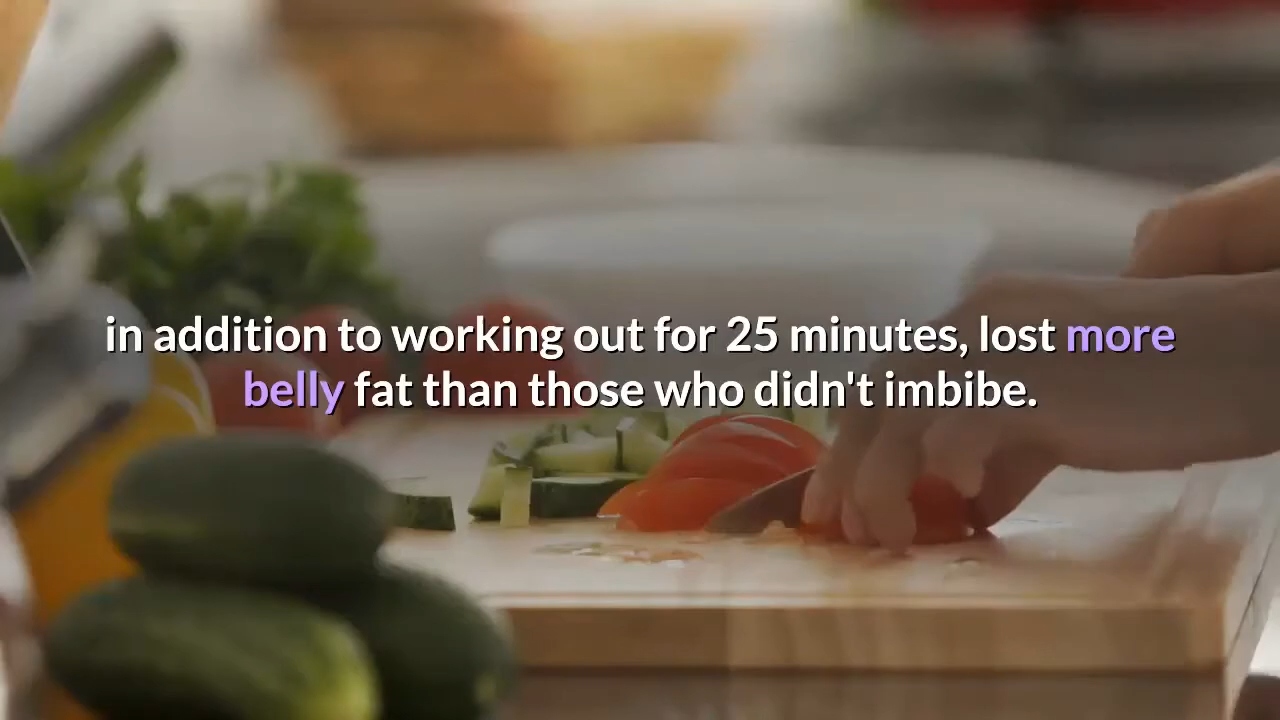 in addition to working out for 25 minutes, lost more
belly fat than those who didn't imbibe.